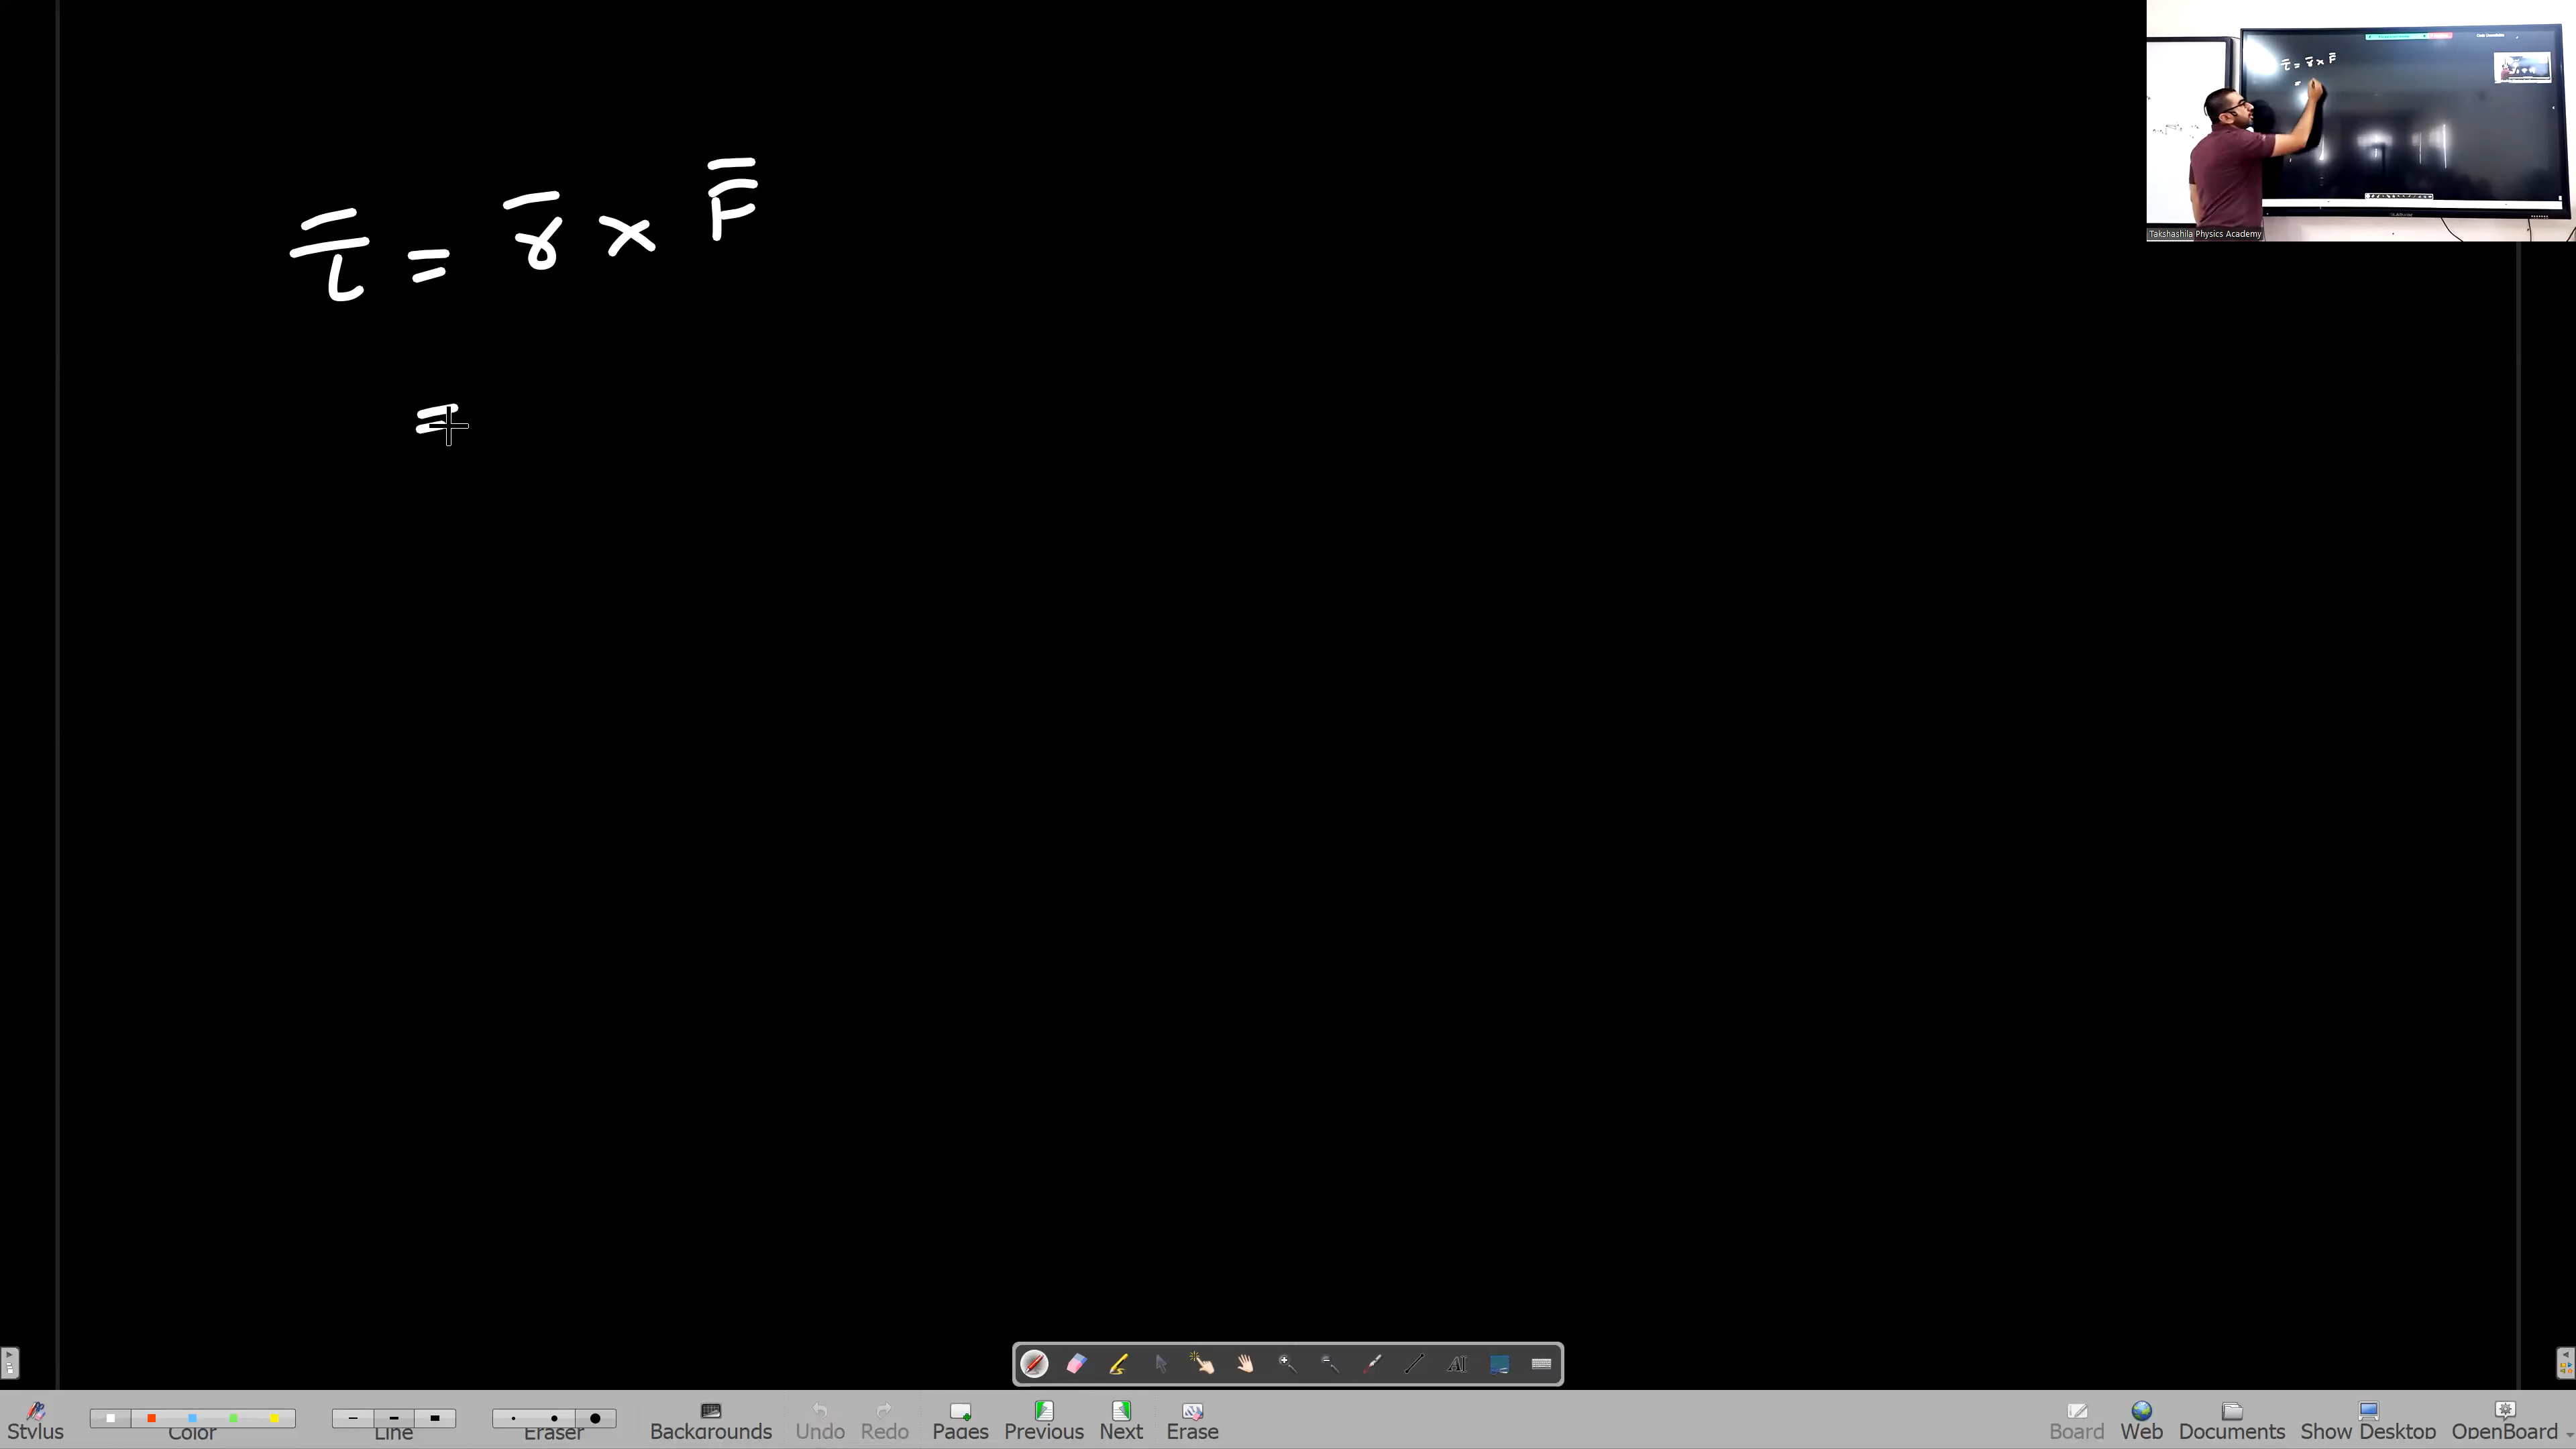 τ̅ = r̅ × F̅
=
Takshashila Physics Academy
Stylus Color Line Eraser Backgrounds Undo Redo Pages Previous Next Erase Board Web Documents Show Desktop OpenBoard